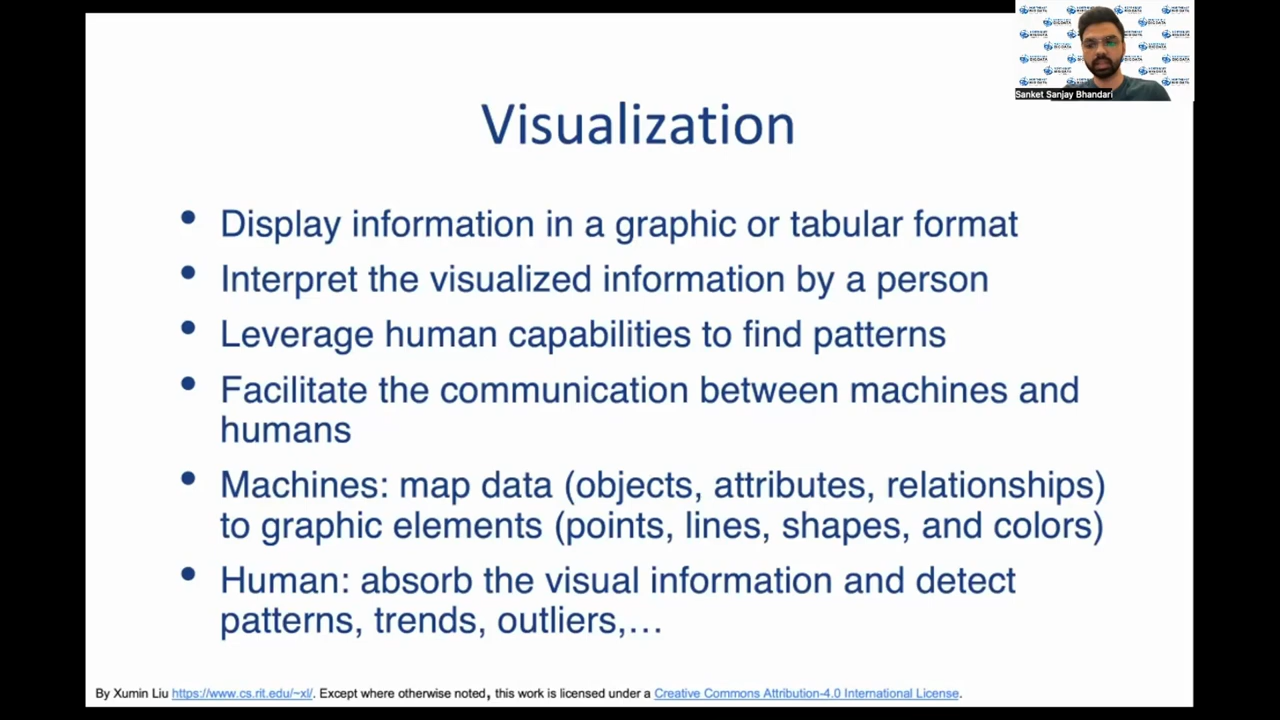 Sanket Sanjay Bhandari
Visualization
• Display information in a graphic or tabular format
• Interpret the visualized information by a person
• Leverage human capabilities to find patterns
• Facilitate the communication between machines and
humans
• Machines: map data (objects, attributes, relationships)
to graphic elements (points, lines, shapes, and colors)
• Human: absorb the visual information and detect
patterns, trends, outliers,…
By Xumin Liu https://www.cs.rit.edu/~xl/. Except where otherwise noted, this work is licensed under a Creative Commons Attribution-4.0 International License.